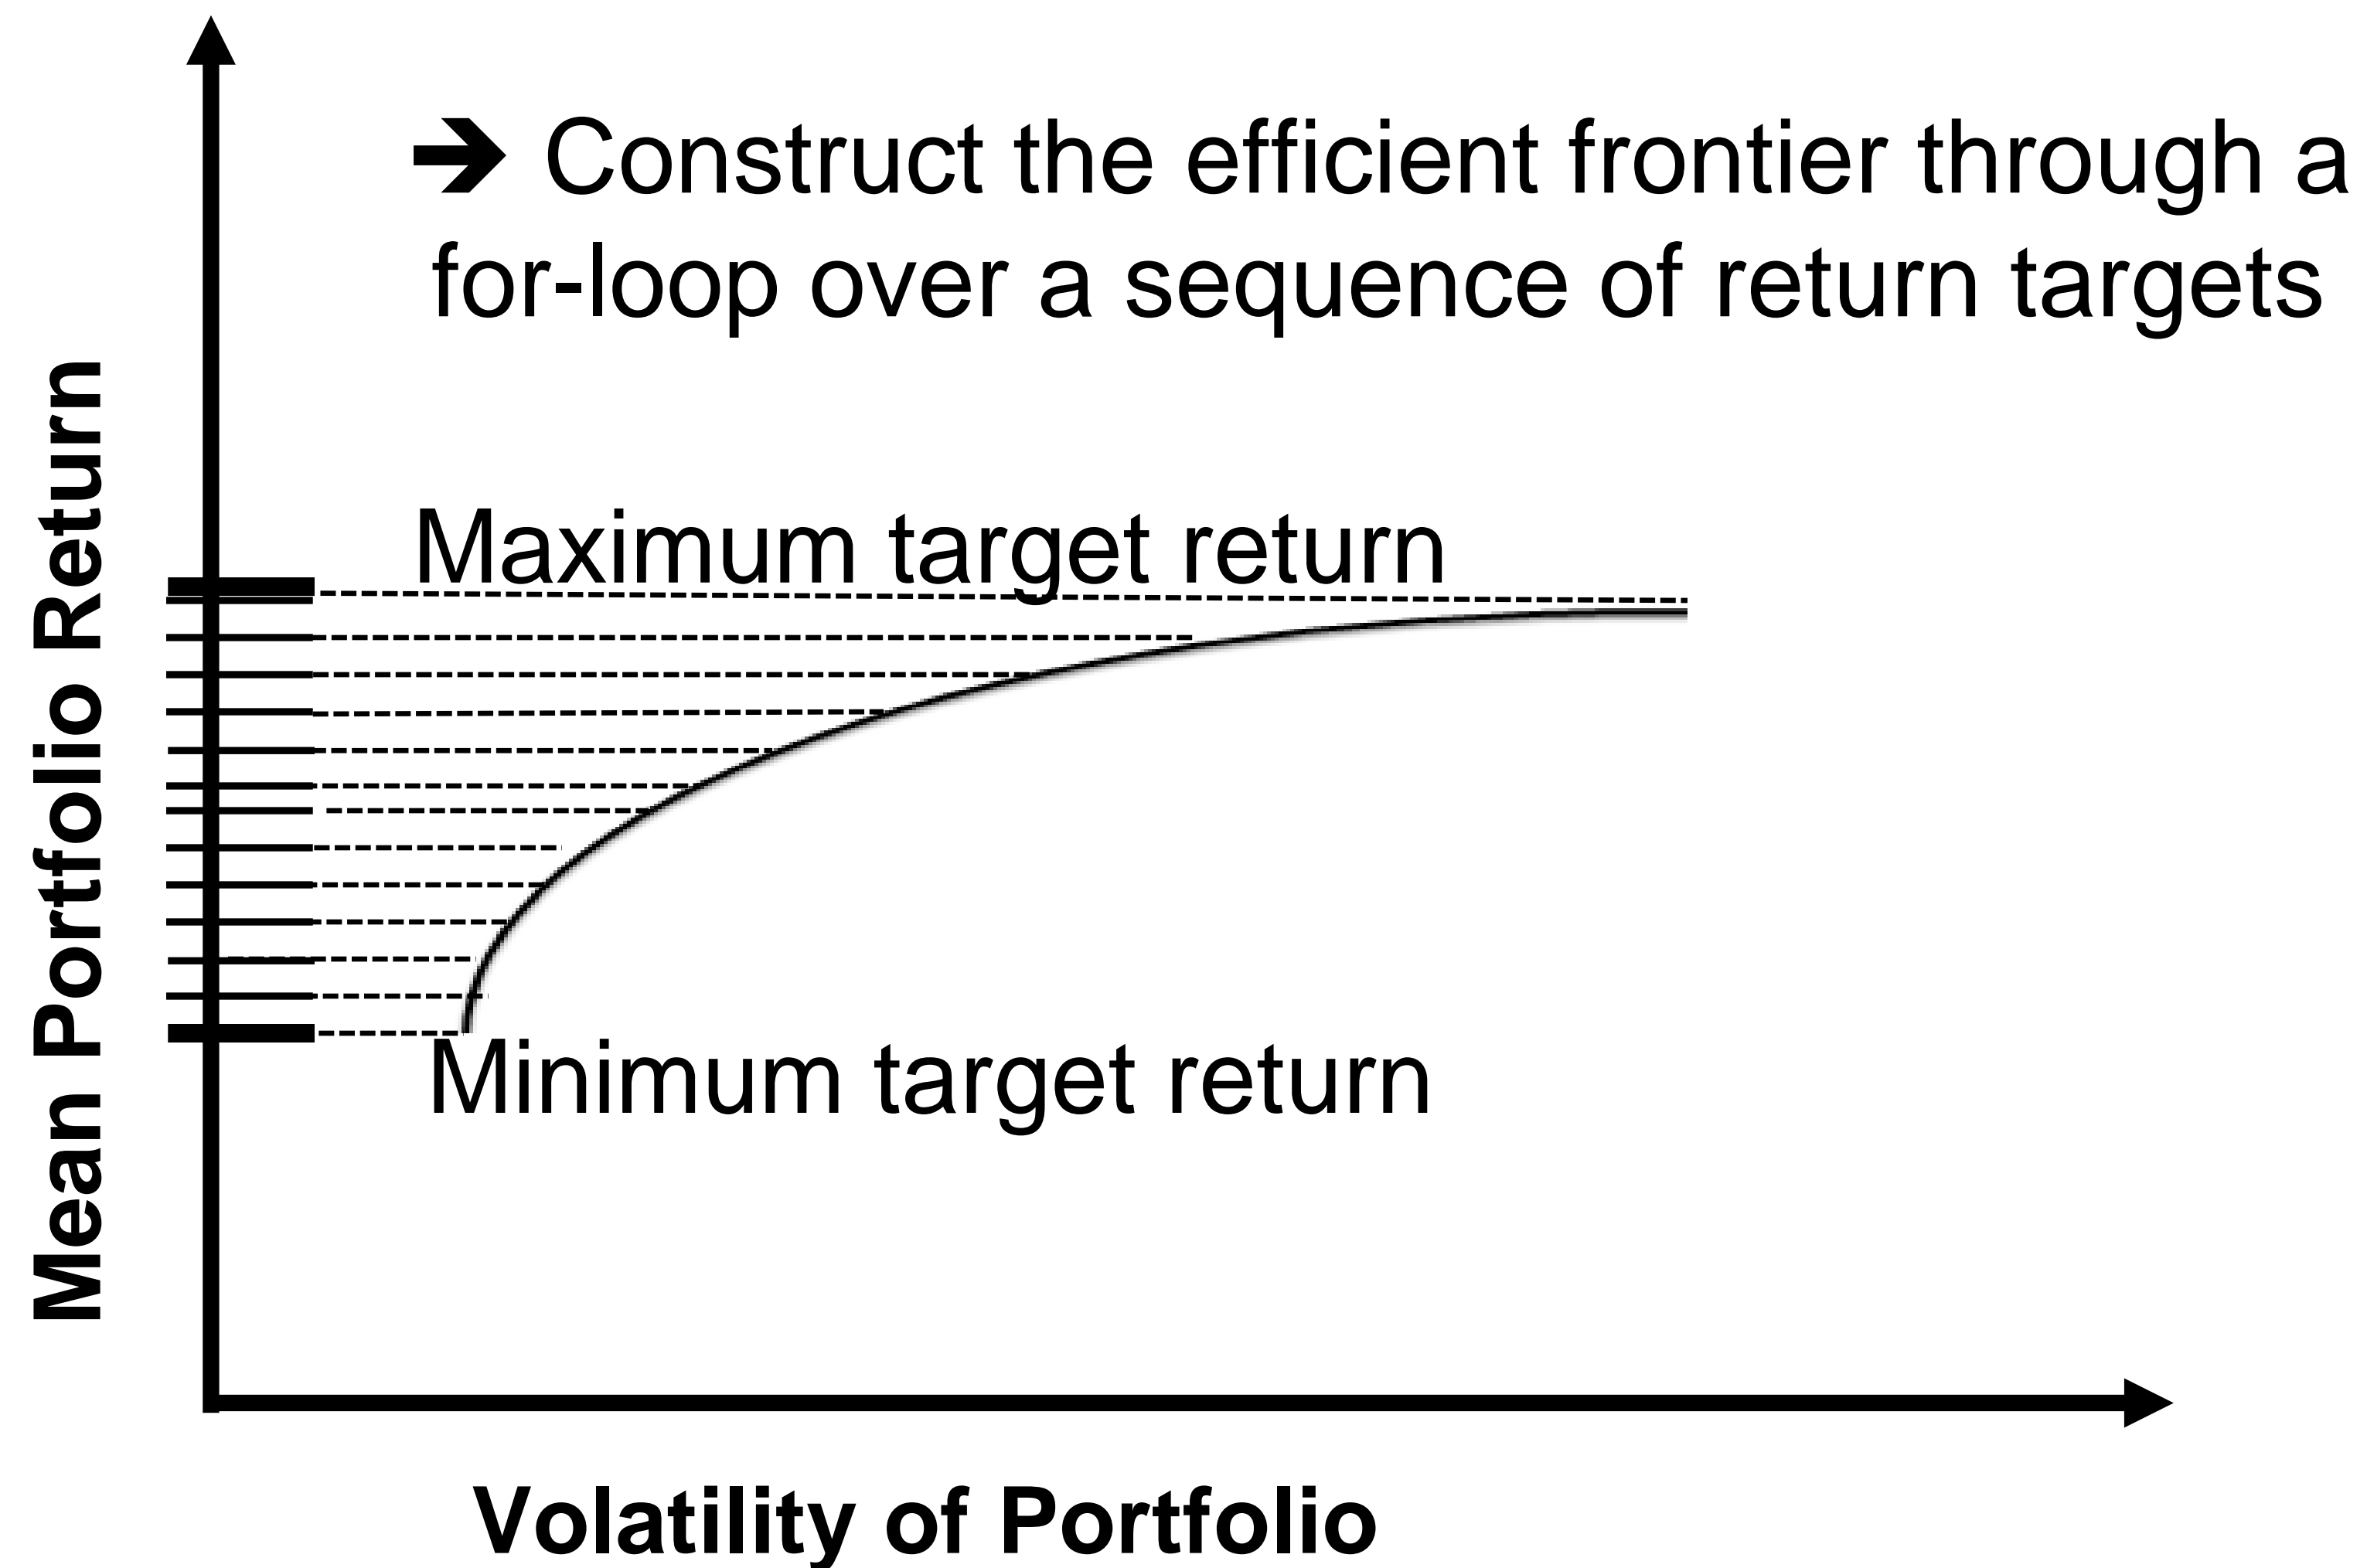 ➔ Construct the efficient frontier through a
for-loop over a sequence of return targets
Maximum target return
Minimum target return
Mean Portfolio Return
Volatility of Portfolio